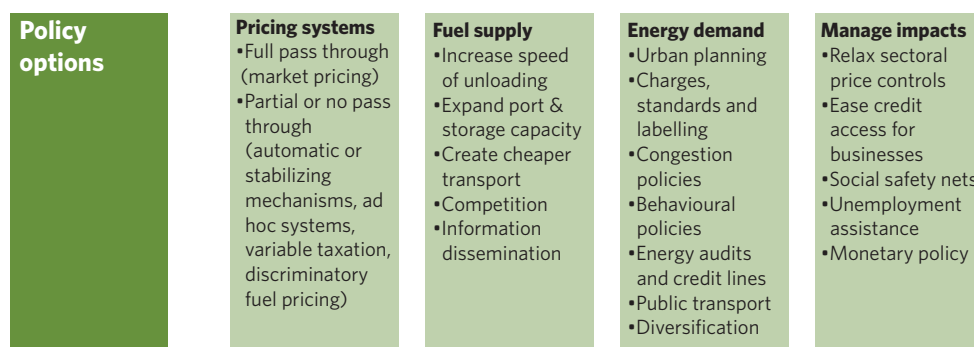 Policy
options
Pricing systems
•Full pass through
(market pricing)
•Partial or no pass
through
(automatic or
stabilizing
mechanisms, ad
hoc systems,
variable taxation,
discriminatory
fuel pricing)
Fuel supply
•Increase speed
of unloading
•Expand port &
storage capacity
•Create cheaper
transport
•Competition
•Information
dissemination
Energy demand
•Urban planning
•Charges,
standards and
labelling
•Congestion
policies
•Behavioural
policies
•Energy audits
and credit lines
•Public transport
•Diversification
Manage impacts
•Relax sectoral
price controls
•Ease credit
access for
businesses
•Social safety nets
•Unemployment
assistance
•Monetary policy